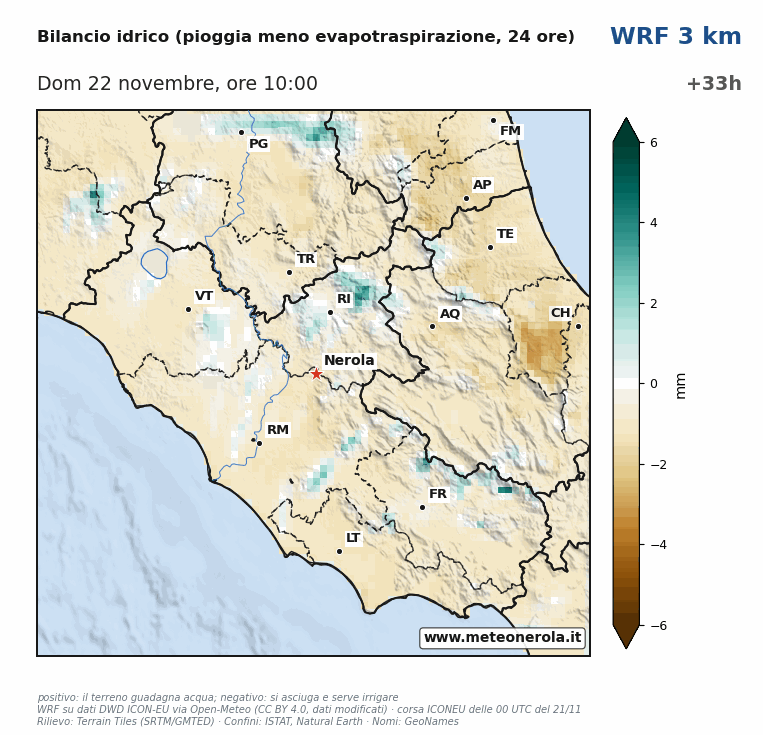 Bilancio idrico (pioggia meno evapotraspirazione, 24 ore)
WRF 3 km
Dom 22 novembre, ore 10:00
+33h
FM
PG
AP
TE
TR
RI
VT
AQ
CH
Nerola
RM
FR
LT
www.meteonerola.it
6
4
2
0
−2
−4
−6
mm
positivo: il terreno guadagna acqua; negativo: si asciuga e serve irrigare
WRF su dati DWD ICON-EU via Open-Meteo (CC BY 4.0, dati modificati) · corsa ICONEU delle 00 UTC del 21/11
Rilievo: Terrain Tiles (SRTM/GMTED) · Confini: ISTAT, Natural Earth · Nomi: GeoNames